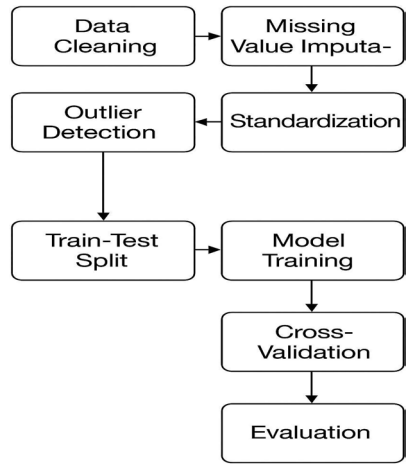 Data
Cleaning
Missing
Value Imputa-
Standardization
Outlier
Detection
Train-Test
Split
Model
Training
Cross-
Validation
Evaluation